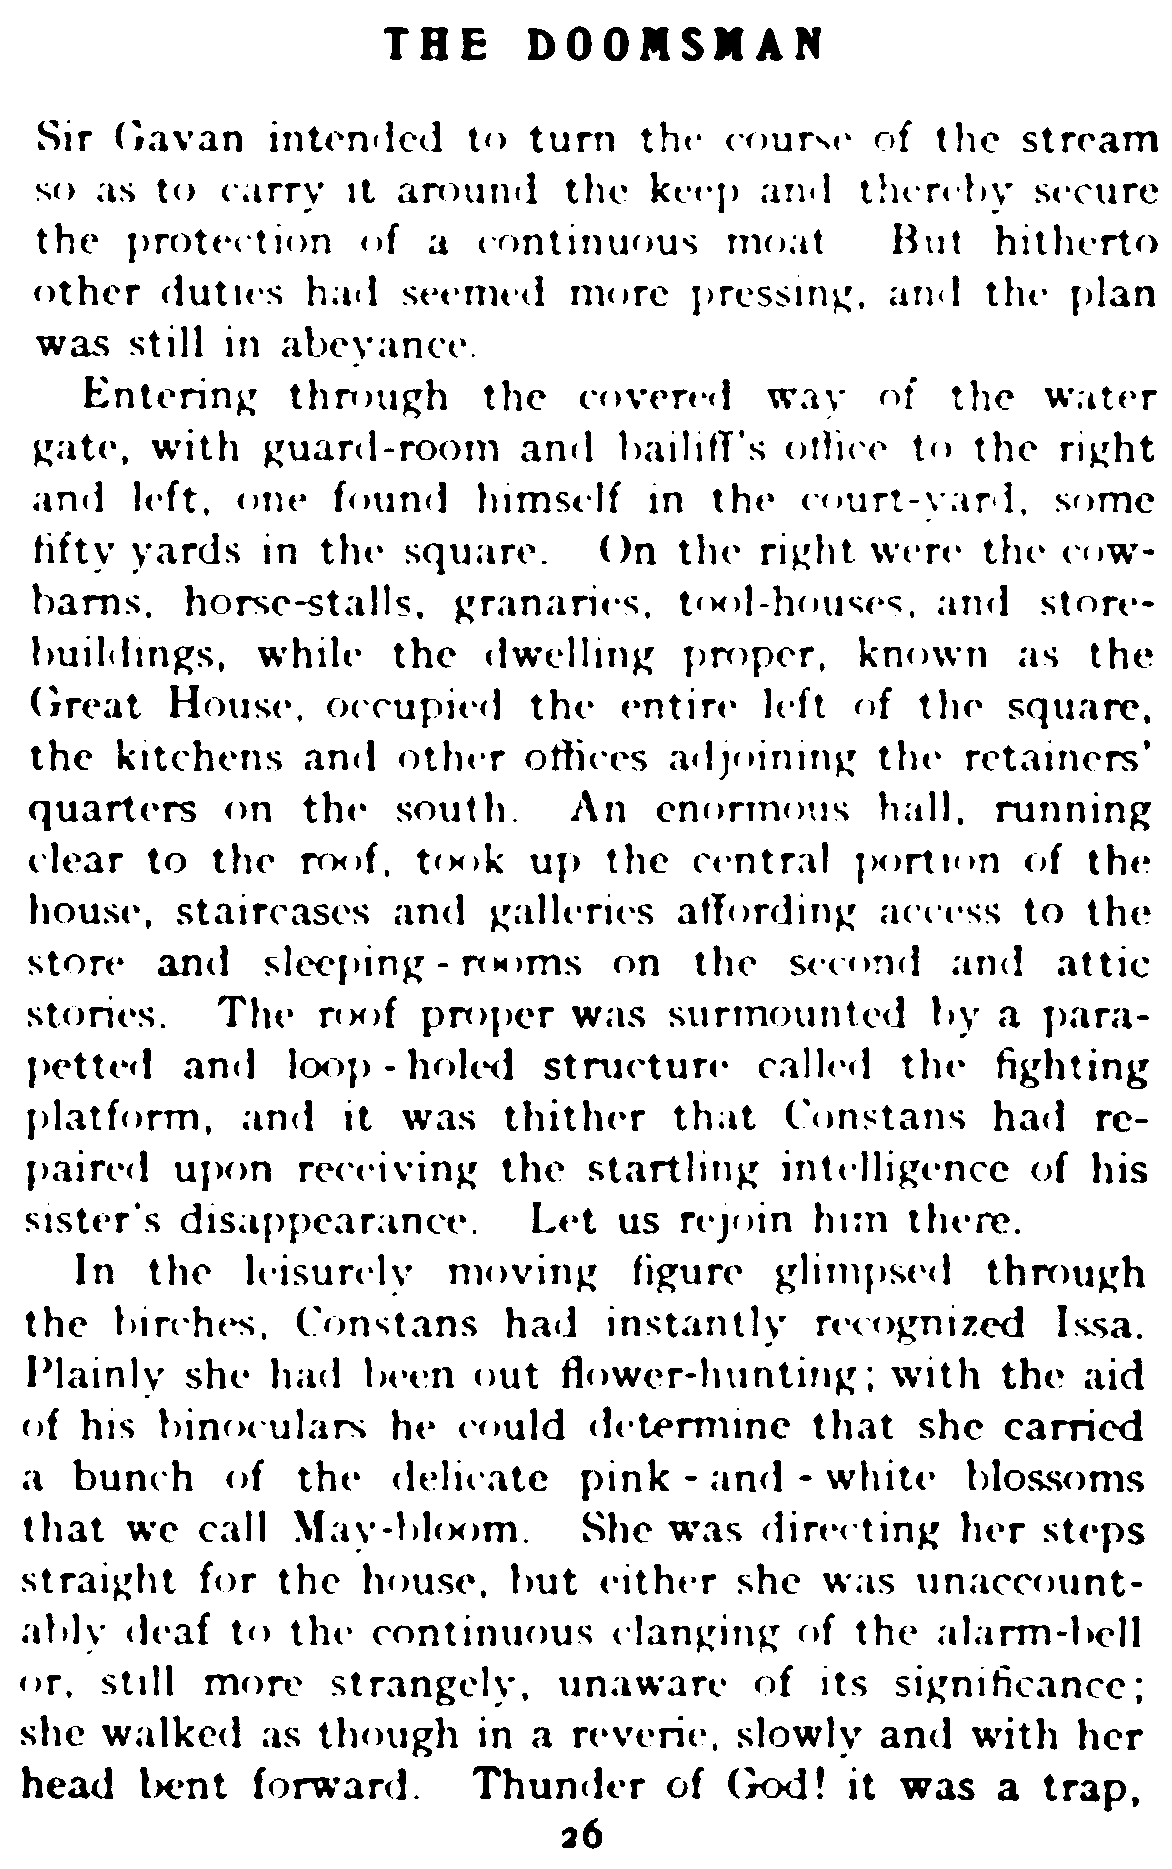 THE DOOMSMAN
Sir Gavan intended to turn the course of the stream
so as to carry it around the keep and thereby secure
the protection of a continuous moat But hitherto
other duties had seemed more pressing, and the plan
was still in abeyance.
Entering through the covered way of the water
gate, with guard-room and bailiff's office to the right
and left, one found himself in the court-yard, some
fifty yards in the square. On the right were the cow-
barns, horse-stalls, granaries, tool-houses, and store-
buildings, while the dwelling proper, known as the
Great House, occupied the entire left of the square,
the kitchens and other offices adjoining the retainers'
quarters on the south. An enormous hall, running
clear to the roof, took up the central portion of the
house, staircases and galleries affording access to the
store and sleeping-rooms on the second and attic
stories. The roof proper was surmounted by a para-
petted and loop-holed structure called the fighting
platform, and it was thither that Constans had re-
paired upon receiving the startling intelligence of his
sister's disappearance. Let us rejoin him there.
In the leisurely moving figure glimpsed through
the birches, Constans had instantly recognized Issa.
Plainly she had been out flower-hunting; with the aid
of his binoculars he could determine that she carried
a bunch of the delicate pink-and-white blossoms
that we call May-bloom. She was directing her steps
straight for the house, but either she was unaccount-
ably deaf to the continuous clanging of the alarm-bell
or, still more strangely, unaware of its significance;
she walked as though in a reverie, slowly and with her
head bent forward. Thunder of God! it was a trap,
26